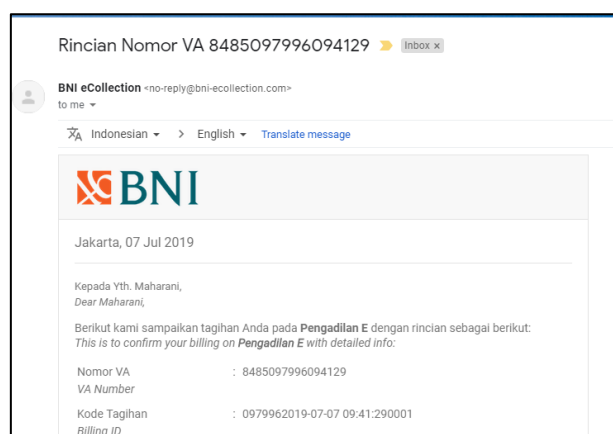 Rincian Nomor VA 8485097996094129 Inbox x
BNI eCollection <no-reply@bni-ecollection.com>
to me
Indonesian > English Translate message
BNI
Jakarta, 07 Jul 2019
Kepada Yth. Maharani,
Dear Maharani,
Berikut kami sampaikan tagihan Anda pada Pengadilan E dengan rincian sebagai berikut:
This is to confirm your billing on Pengadilan E with detailed info:
Nomor VA : 8485097996094129
VA Number
Kode Tagihan : 0979962019-07-07 09:41:290001
Billing ID